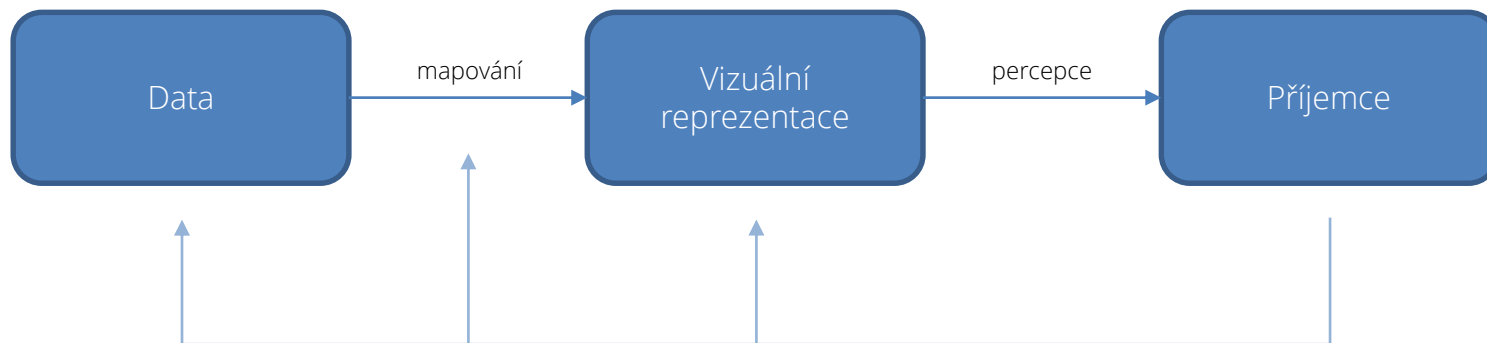 Data
mapování
Vizuální
reprezentace
percepce
Příjemce